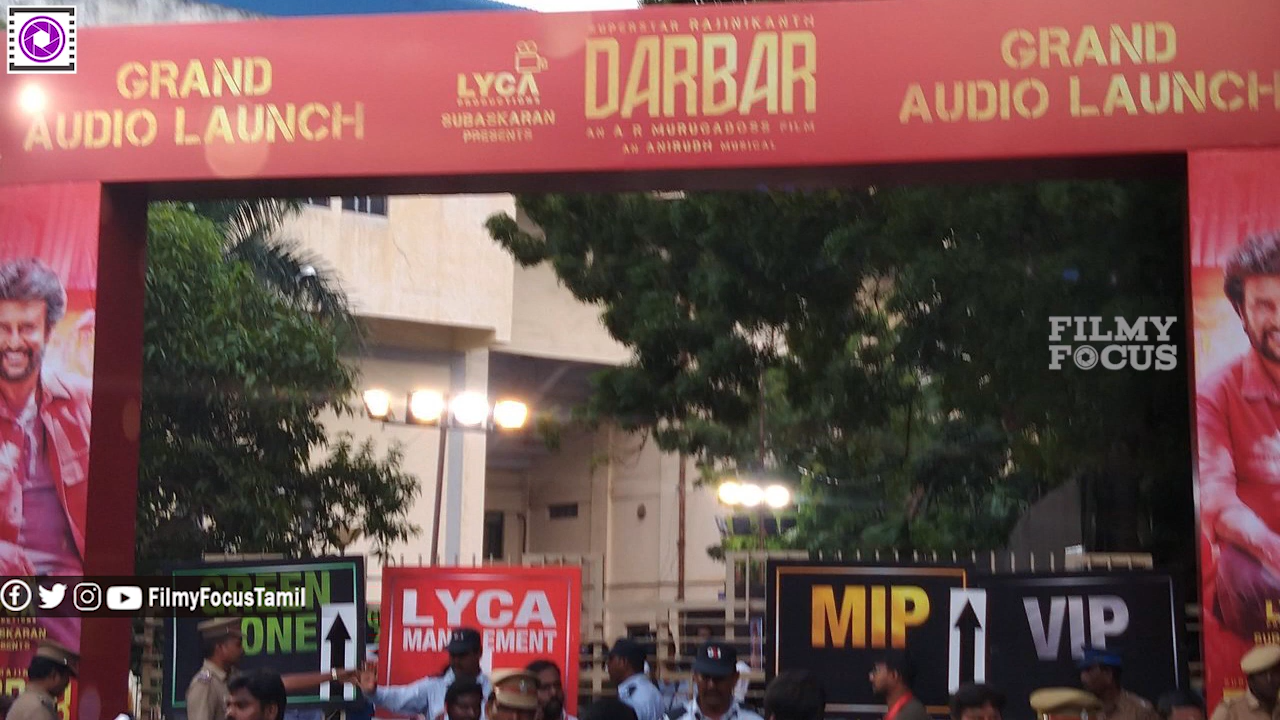 GRAND
AUDIO LAUNCH
LYCA
PRODUCTIONS
SUBASKARAN
PRESENTS
SUPERSTAR RAJINIKANTH
DARBAR
AN A R MURUGADOSS FILM
AN ANIRUDH MUSICAL
GRAND
AUDIO LAUNCH
FILMY
FOCUS
FilmyFocusTamil
GREEN
ZONE
LYCA
MANAGEMENT
MIP
VIP